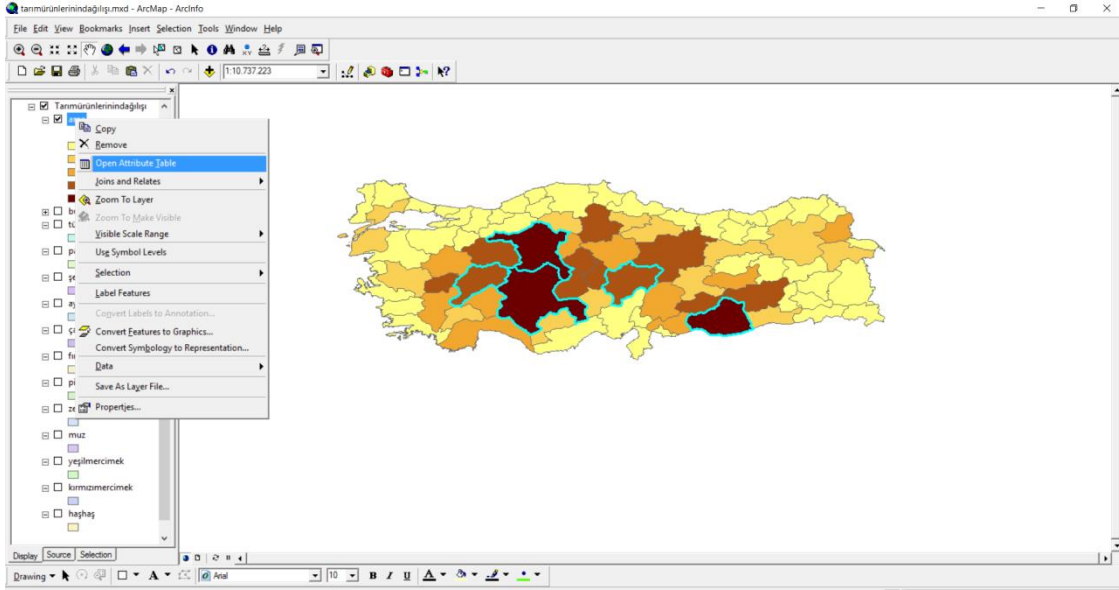 tarımürünlerinindağılışı.mxd - ArcMap - ArcInfo
File Edit View Bookmarks Insert Selection Tools Window Help
1:10.737.223
Tarımürünlerinindağılışı
Copy
Remove
Open Attribute Table
Joins and Relates
Zoom To Layer
Zoom To Make Visible
Visible Scale Range
Use Symbol Levels
Selection
Label Features
Convert Labels to Annotation...
Convert Features to Graphics...
Convert Symbology to Representation...
Data
Save As Layer File...
Properties...
muz
yeşilmercimek
kırmızımercimek
haşhaş
Display Source Selection
Drawing A Arial 10 B I U A